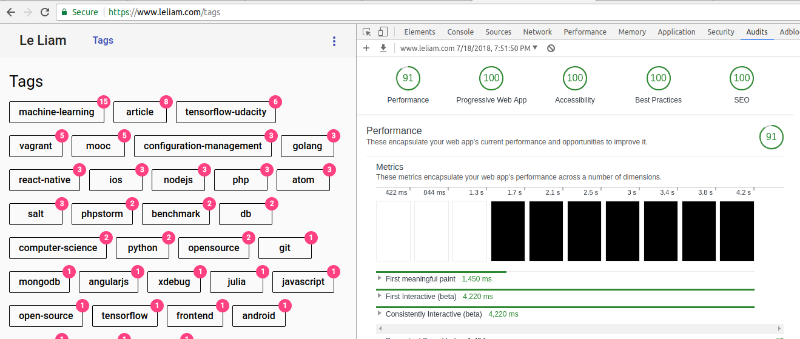 Secure https://www.leliam.com/tags
Le Liam Tags
Tags
machine-learning 15 article 8 tensorflow-udacity 6
vagrant 5 mooc 5 configuration-management 3 golang 3
react-native 3 ios 3 nodejs 3 php 3 atom 3
salt 3 phpstorm 2 benchmark 2 db 2
computer-science 2 python 2 opensource 2 git 1
mongodb 1 angularjs 1 xdebug 1 julia 1 javascript 1
open-source 1 tensorflow 1 frontend 1 android 1
1 1 1
Elements Console Sources Network Performance Memory Application Security Audits Adblo
www.leliam.com 7/18/2018, 7:51:50 PM
91 100 100 100 100
Performance Progressive Web App Accessibility Best Practices SEO
Performance
These encapsulate your web app's current performance and opportunities to improve it.
91
Metrics
These metrics encapsulate your web app's performance across a number of dimensions.
422 ms 844 ms 1.3 s 1.7 s 2.1 s 2.5 s 3 s 3.4 s 3.8 s 4.2 s
First meaningful paint 1,450 ms
First Interactive (beta) 4,220 ms
Consistently Interactive (beta) 4,220 ms